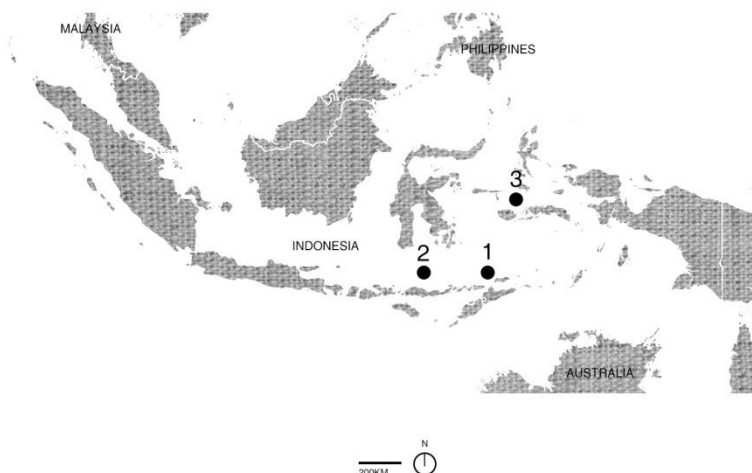 MALAYSIA
PHILIPPINES
3
INDONESIA
2
1
AUSTRALIA
N
200KM